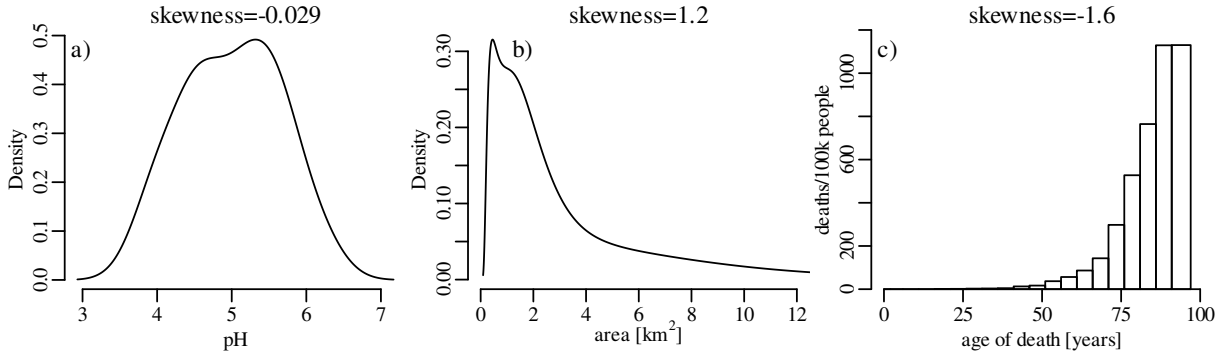 skewness=-0.029
a)
Density
0.0 0.1 0.2 0.3 0.4 0.5
3 4 5 6 7
pH
skewness=1.2
b)
Density
0.00 0.10 0.20 0.30
0 2 4 6 8 10 12
area [km²]
skewness=-1.6
c)
deaths/100k people
0 200 600 1000
0 25 50 75 100
age of death [years]